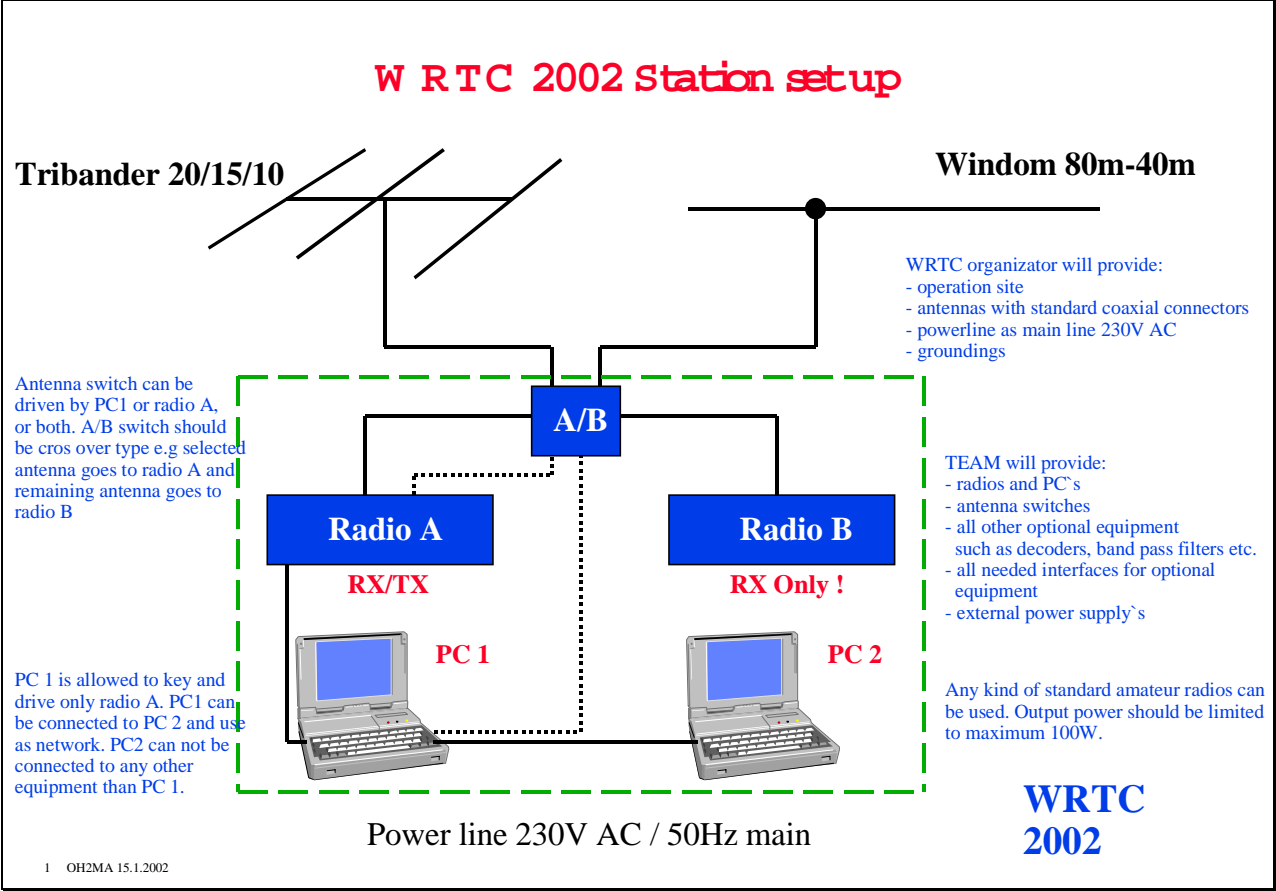 WRTC 2002 Station setup
Tribander 20/15/10
Windom 80m-40m
WRTC organizator will provide:
- operation site
- antennas with standard coaxial connectors
- powerline as main line 230V AC
- groundings
Antenna switch can be
driven by PC1 or radio A,
or both. A/B switch should
be cros over type e.g selected
antenna goes to radio A and
remaining antenna goes to
radio B
A/B
TEAM will provide:
- radios and PC`s
- antenna switches
- all other optional equipment
such as decoders, band pass filters etc.
- all needed interfaces for optional
equipment
- external power supply`s
Radio A
Radio B
RX/TX
RX Only !
PC 1
PC 2
PC 1 is allowed to key and
drive only radio A. PC1 can
be connected to PC 2 and use
as network. PC2 can not be
connected to any other
equipment than PC 1.
Any kind of standard amateur radios can
be used. Output power should be limited
to maximum 100W.
WRTC
2002
Power line 230V AC / 50Hz main
1 OH2MA 15.1.2002